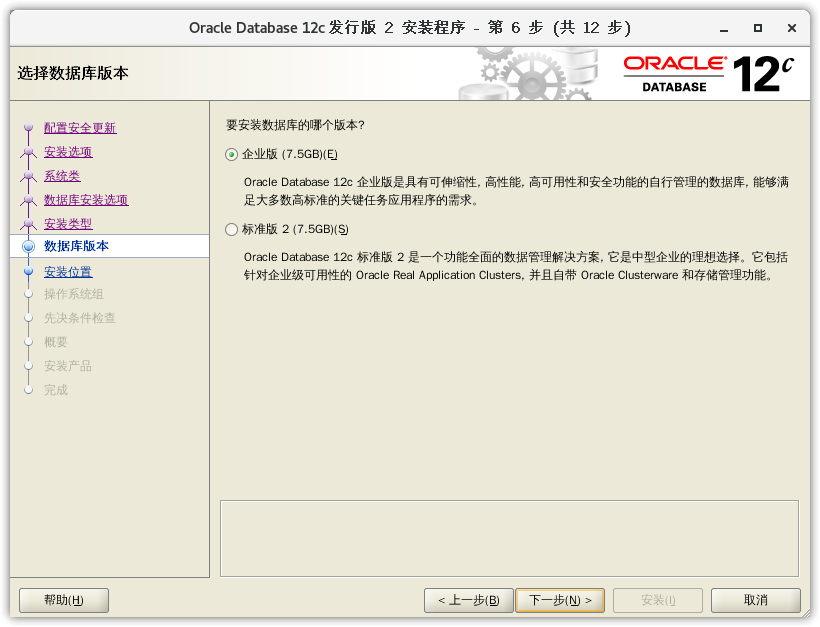 Oracle Database 12c 发行版 2 安装程序 - 第 6 步 (共 12 步)
选择数据库版本
ORACLE
DATABASE
12c
配置安全更新
安装选项
系统类
数据库安装选项
安装类型
数据库版本
安装位置
操作系统组
先决条件检查
概要
安装产品
完成
要安装数据库的哪个版本?
企业版 (7.5GB)(E)
Oracle Database 12c 企业版是具有可伸缩性, 高性能, 高可用性和安全功能的自行管理的数据库, 能够满
足大多数高标准的关键任务应用程序的需求。
标准版 2 (7.5GB)(S)
Oracle Database 12c 标准版 2 是一个功能全面的数据管理解决方案, 它是中型企业的理想选择。它包括
针对企业级可用性的 Oracle Real Application Clusters, 并且自带 Oracle Clusterware 和存储管理功能。
帮助(H)
< 上一步(B)
下一步(N) >
安装(I)
取消